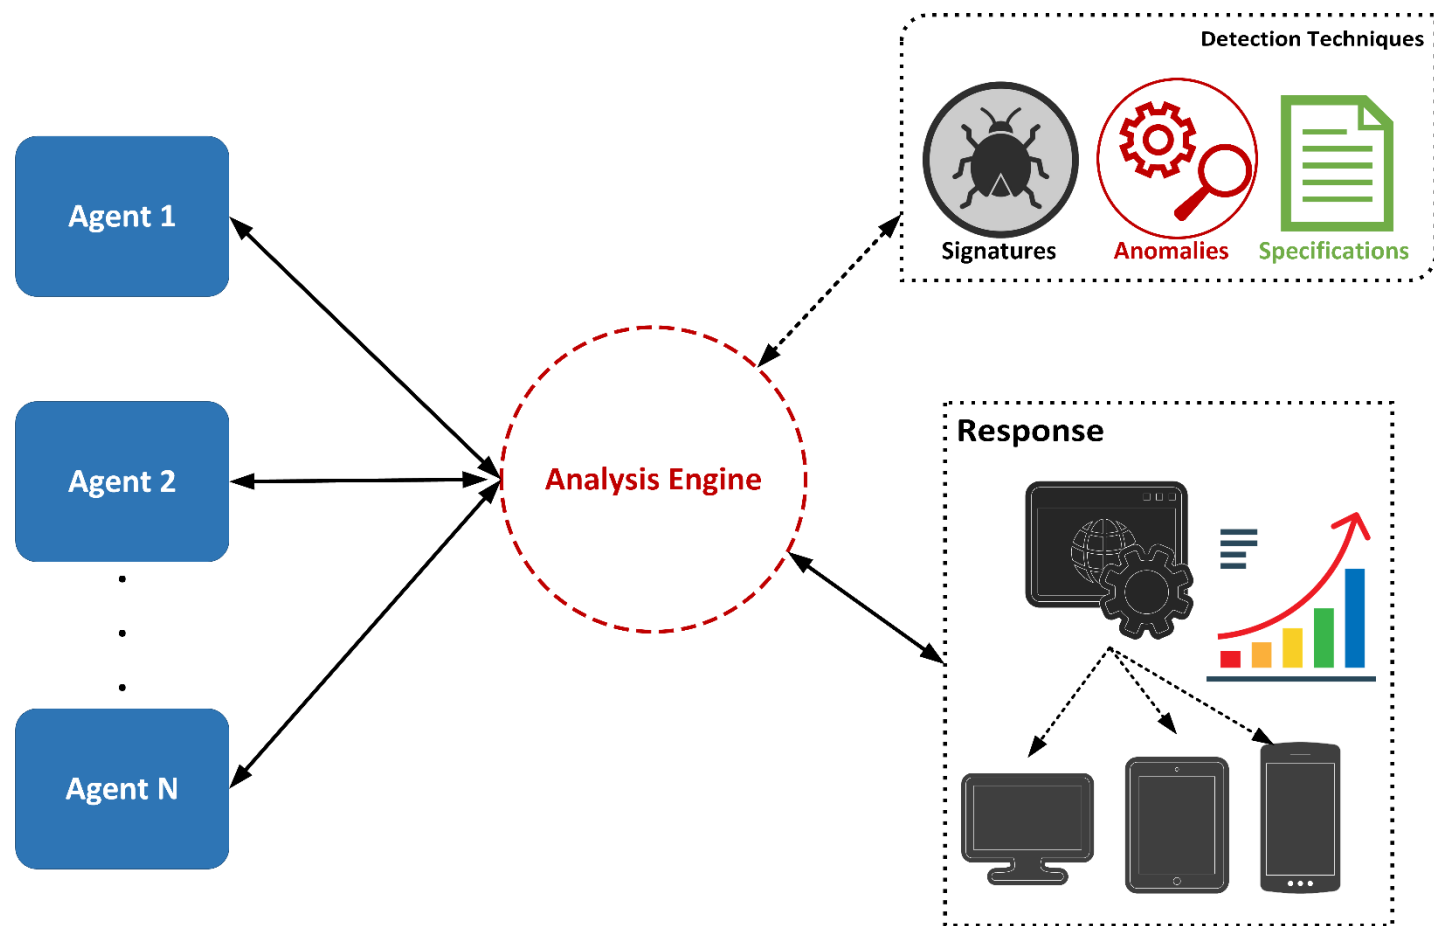 Detection Techniques
Signatures
Anomalies
Specifications
Agent 1
Agent 2
Agent N
Analysis Engine
Response